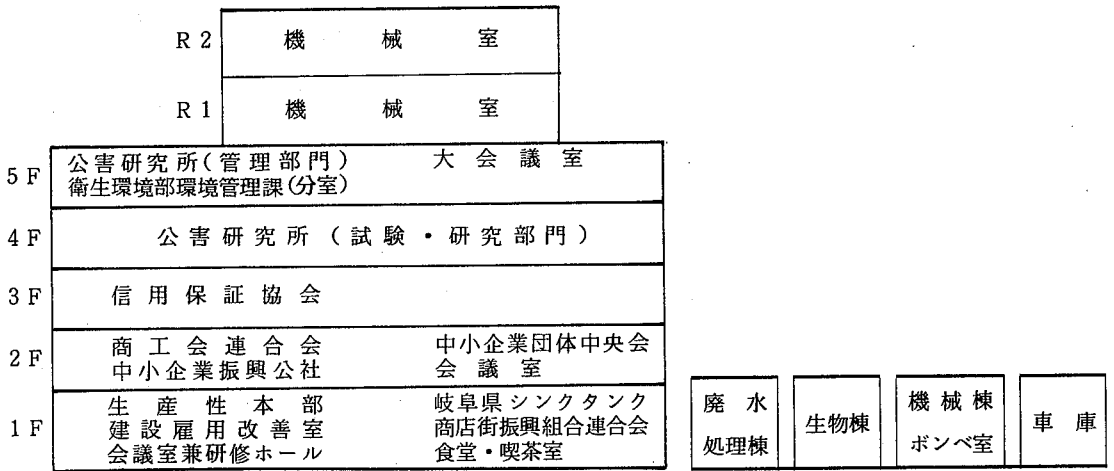 R2 機械室
R1 機械室
5F 公害研究所(管理部門) 大会議室
衛生環境部環境管理課(分室)
4F 公害研究所(試験・研究部門)
3F 信用保証協会
2F 商工会連合会 中小企業団体中央会
中小企業振興公社 会議室
1F 生産性本部 岐阜県シンクタンク
建設雇用改善室 商店街振興組合連合会
会議室兼研修ホール 食堂・喫茶室
廃水
処理棟
生物棟
機械棟
ボンベ室
車庫